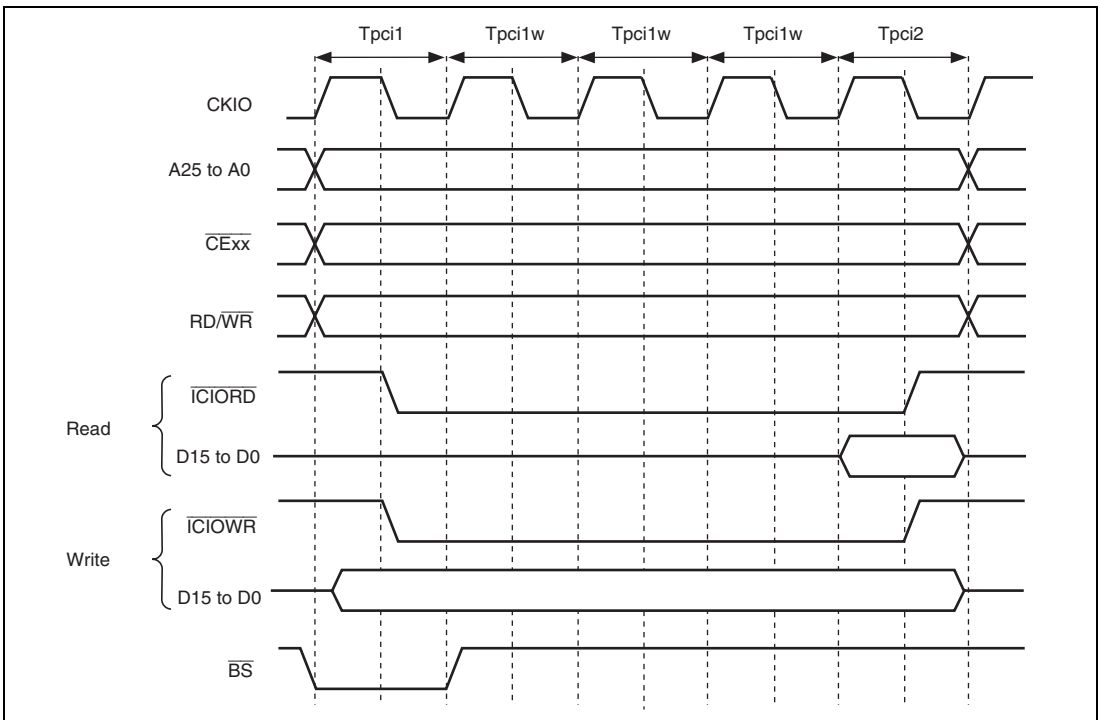 Tpci1 Tpci1w Tpci1w Tpci1w Tpci2
CKIO
A25 to A0
CExx
RD/WR
ICIORD
Read
D15 to D0
ICIOWR
Write
D15 to D0
BS